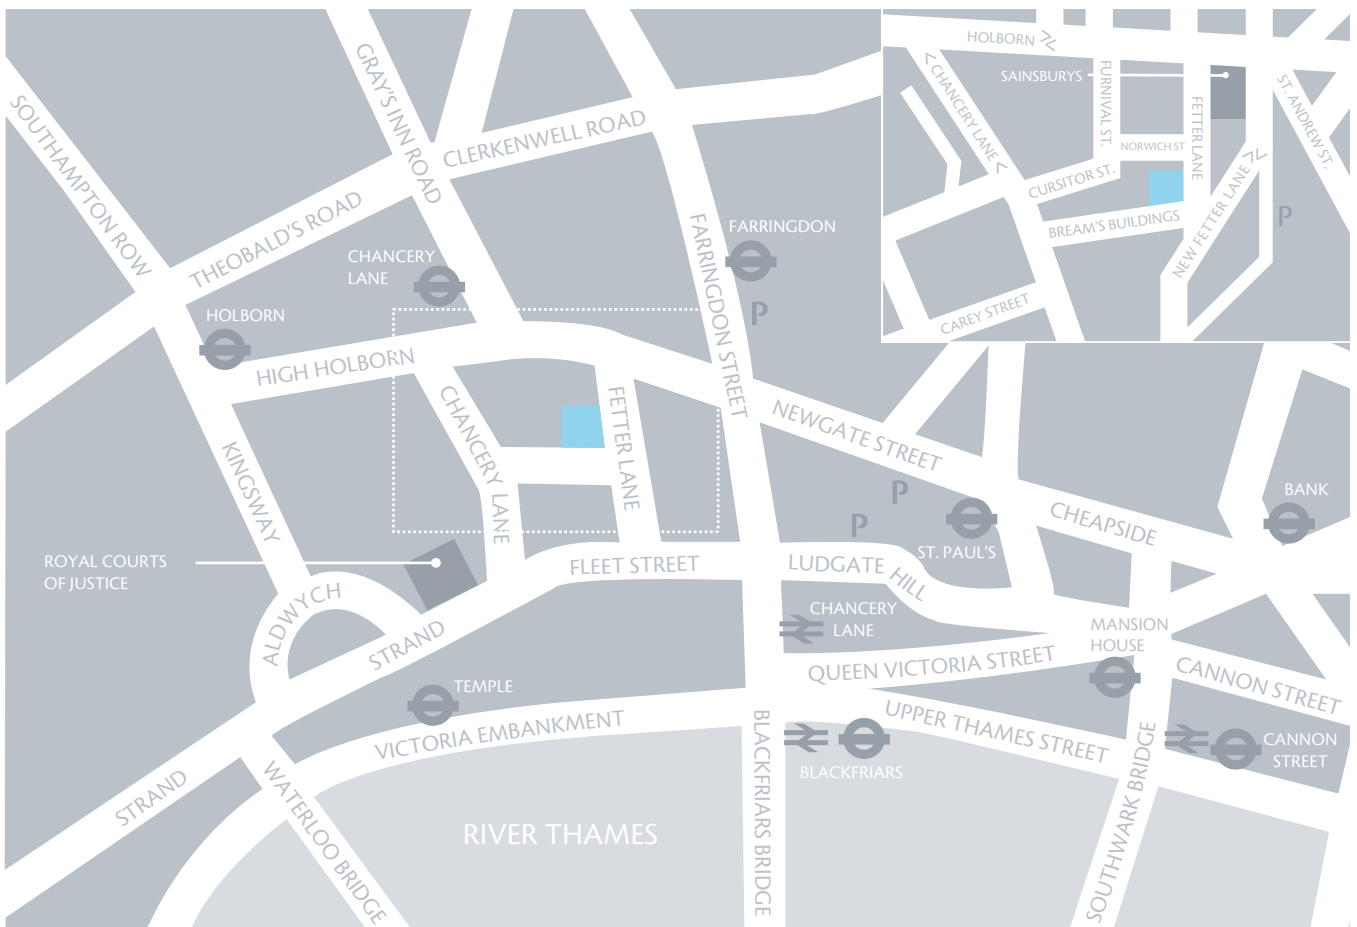 SOUTHAMPTON ROW
GRAY'S INN ROAD
CLERKENWELL ROAD
THEOBALD'S ROAD
CHANCERY
LANE
HOLBORN
HIGH HOLBORN
FARRINGDON
P
FARRINGDON STREET
CHANCERY LANE
FETTER LANE
NEWGATE STREET
KINGSWAY
P
P
ST. PAUL'S
CHEAPSIDE
BANK
ROYAL COURTS
OF JUSTICE
ALDWYCH
STRAND
FLEET STREET
LUDGATE HILL
CHANCERY
LANE
MANSION
HOUSE
QUEEN VICTORIA STREET
CANNON STREET
TEMPLE
VICTORIA EMBANKMENT
UPPER THAMES STREET
BLACKFRIARS
CANNON
STREET
STRAND
WATERLOO BRIDGE
RIVER THAMES
BLACKFRIARS BRIDGE
SOUTHWARK BRIDGE
HOLBORN
SAINSBURYS
< CHANCERY LANE <
FURNIVAL ST.
FETTER LANE
ST. ANDREW ST.
NORWICH ST
CURSITOR ST.
BREAM'S BUILDINGS
NEW FETTER LANE
P
CAREY STREET